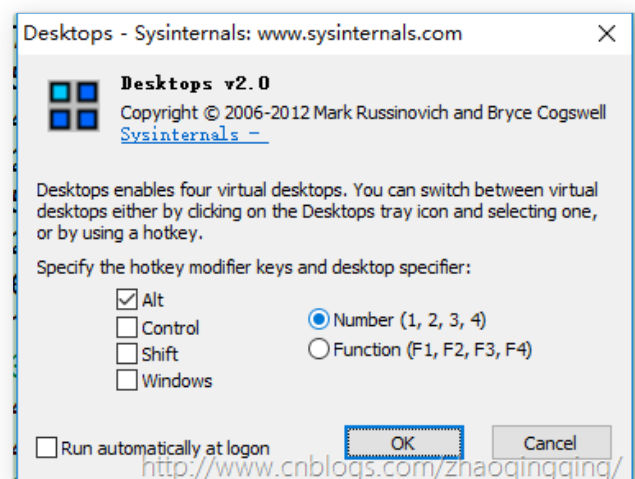 Desktops - Sysinternals: www.sysinternals.com
Desktops v2.0
Copyright © 2006-2012 Mark Russinovich and Bryce Cogswell
Sysinternals -
Desktops enables four virtual desktops. You can switch between virtual
desktops either by clicking on the Desktops tray icon and selecting one,
or by using a hotkey.
Specify the hotkey modifier keys and desktop specifier:
Alt
Control
Shift
Windows
Number (1, 2, 3, 4)
Function (F1, F2, F3, F4)
Run automatically at logon
OK
Cancel
http://www.cnblogs.com/zhaoqingqing/